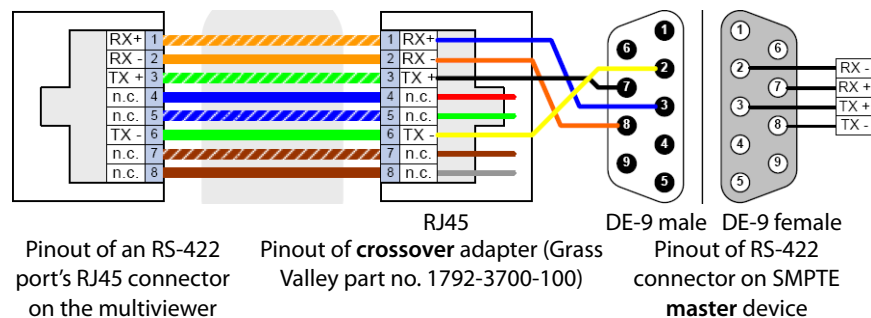 RX+ 1
RX - 2
TX + 3
n.c. 4
n.c. 5
TX - 6
n.c. 7
n.c. 8
1 RX+
2 RX -
3 TX +
4 n.c.
5 n.c.
6 TX -
7 n.c.
8 n.c.
1
6
2
7
3
8
4
9
5
1
6
2
7
3
8
4
9
5
RX -
RX +
TX +
TX -
RJ45
DE-9 male
DE-9 female
Pinout of an RS-422
port's RJ45 connector
on the multiviewer
Pinout of crossover adapter (Grass
Valley part no. 1792-3700-100)
Pinout of RS-422
connector on SMPTE
master device